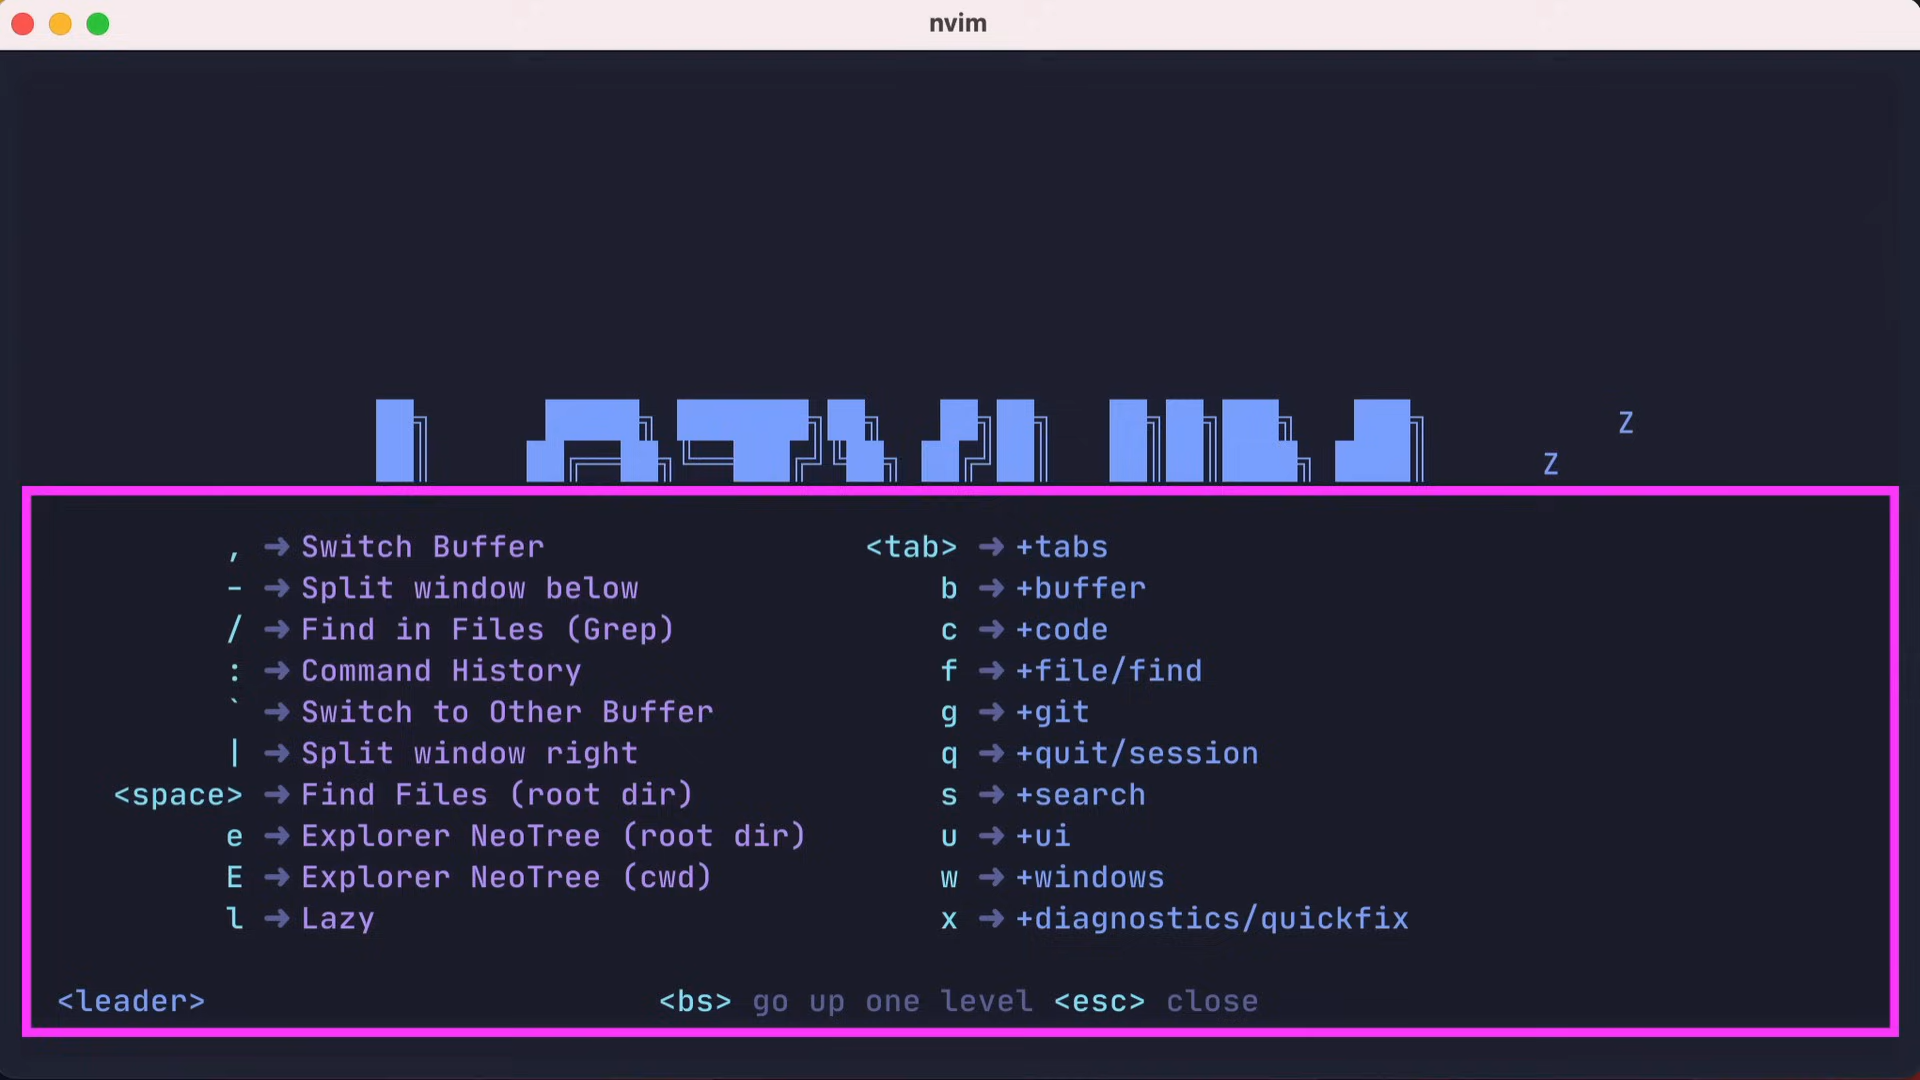 nvim
Z
Z
, ➜ Switch Buffer <tab> ➜ +tabs
- ➜ Split window below b ➜ +buffer
/ ➜ Find in Files (Grep) c ➜ +code
: ➜ Command History f ➜ +file/find
` ➜ Switch to Other Buffer g ➜ +git
| ➜ Split window right q ➜ +quit/session
<space> ➜ Find Files (root dir) s ➜ +search
e ➜ Explorer NeoTree (root dir) u ➜ +ui
E ➜ Explorer NeoTree (cwd) w ➜ +windows
l ➜ Lazy x ➜ +diagnostics/quickfix
<leader> <bs> go up one level <esc> close